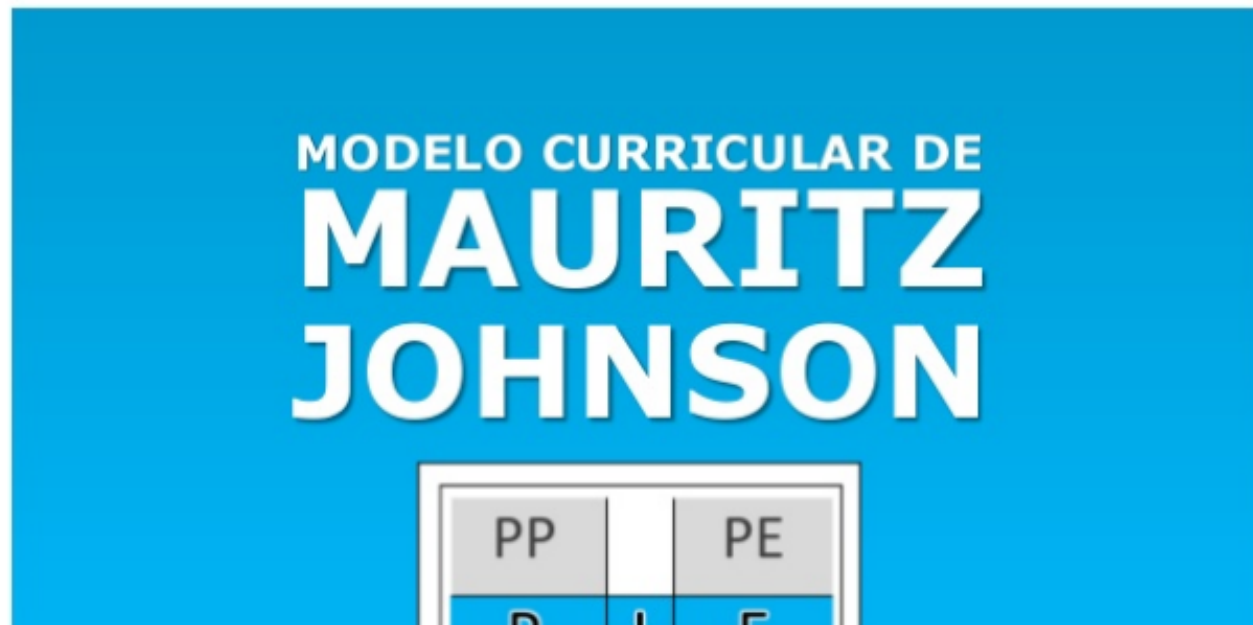 MODELO CURRICULAR DE
MAURITZ
JOHNSON
PP PE
P I E